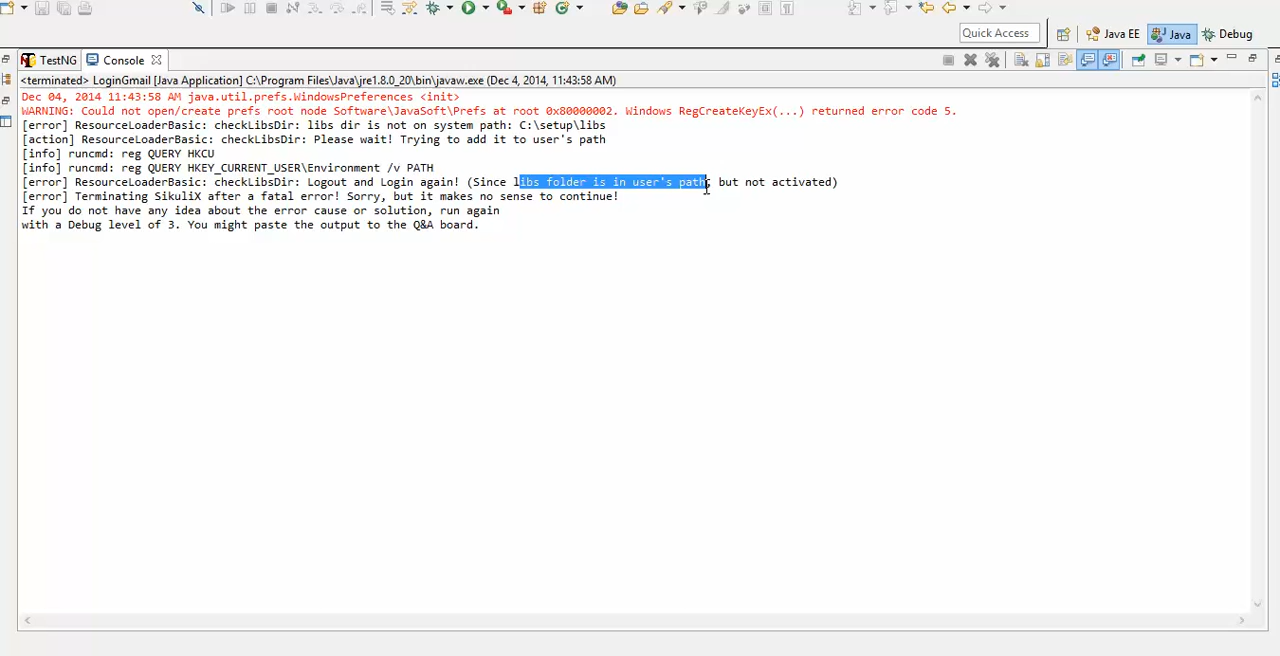 Quick Access
Java EE
Java
Debug
TestNG
Console
<terminated> LoginGmail [Java Application] C:\Program Files\Java\jre1.8.0_20\bin\javaw.exe (Dec 4, 2014, 11:43:58 AM)
Dec 04, 2014 11:43:58 AM java.util.prefs.WindowsPreferences <init>
WARNING: Could not open/create prefs root node Software\JavaSoft\Prefs at root 0x80000002. Windows RegCreateKeyEx(...) returned error code 5.
[error] ResourceLoaderBasic: checkLibsDir: libs dir is not on system path: C:\setup\libs
[action] ResourceLoaderBasic: checkLibsDir: Please wait! Trying to add it to user's path
[info] runcmd: reg QUERY HKCU
[info] runcmd: reg QUERY HKEY_CURRENT_USER\Environment /v PATH
[error] ResourceLoaderBasic: checkLibsDir: Logout and Login again! (Since libs folder is in user's path, but not activated)
[error] Terminating SikuliX after a fatal error! Sorry, but it makes no sense to continue!
If you do not have any idea about the error cause or solution, run again
with a Debug level of 3. You might paste the output to the Q&A board.